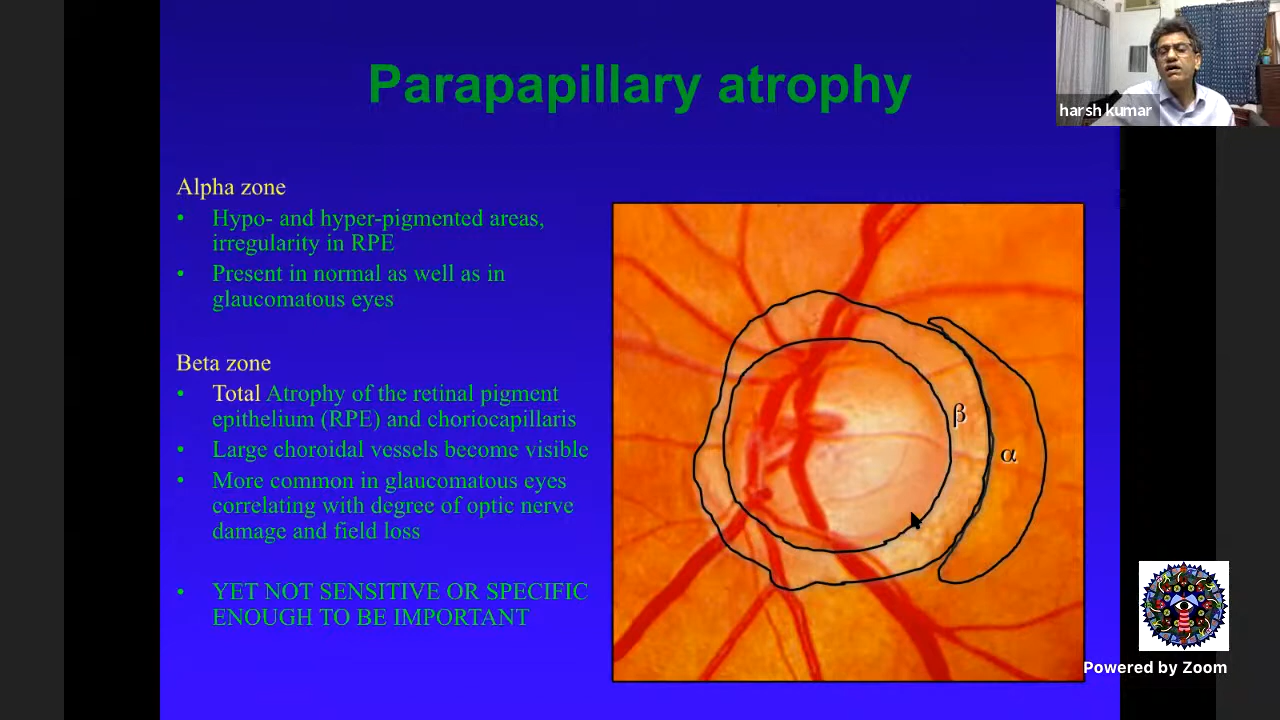 Parapapillary atrophy
harsh kumar
Alpha zone
• Hypo- and hyper-pigmented areas,
irregularity in RPE
• Present in normal as well as in
glaucomatous eyes
Beta zone
• Total Atrophy of the retinal pigment
epithelium (RPE) and choriocapillaris
• Large choroidal vessels become visible
• More common in glaucomatous eyes
correlating with degree of optic nerve
damage and field loss
• YET NOT SENSITIVE OR SPECIFIC
ENOUGH TO BE IMPORTANT
β
α
Powered by Zoom